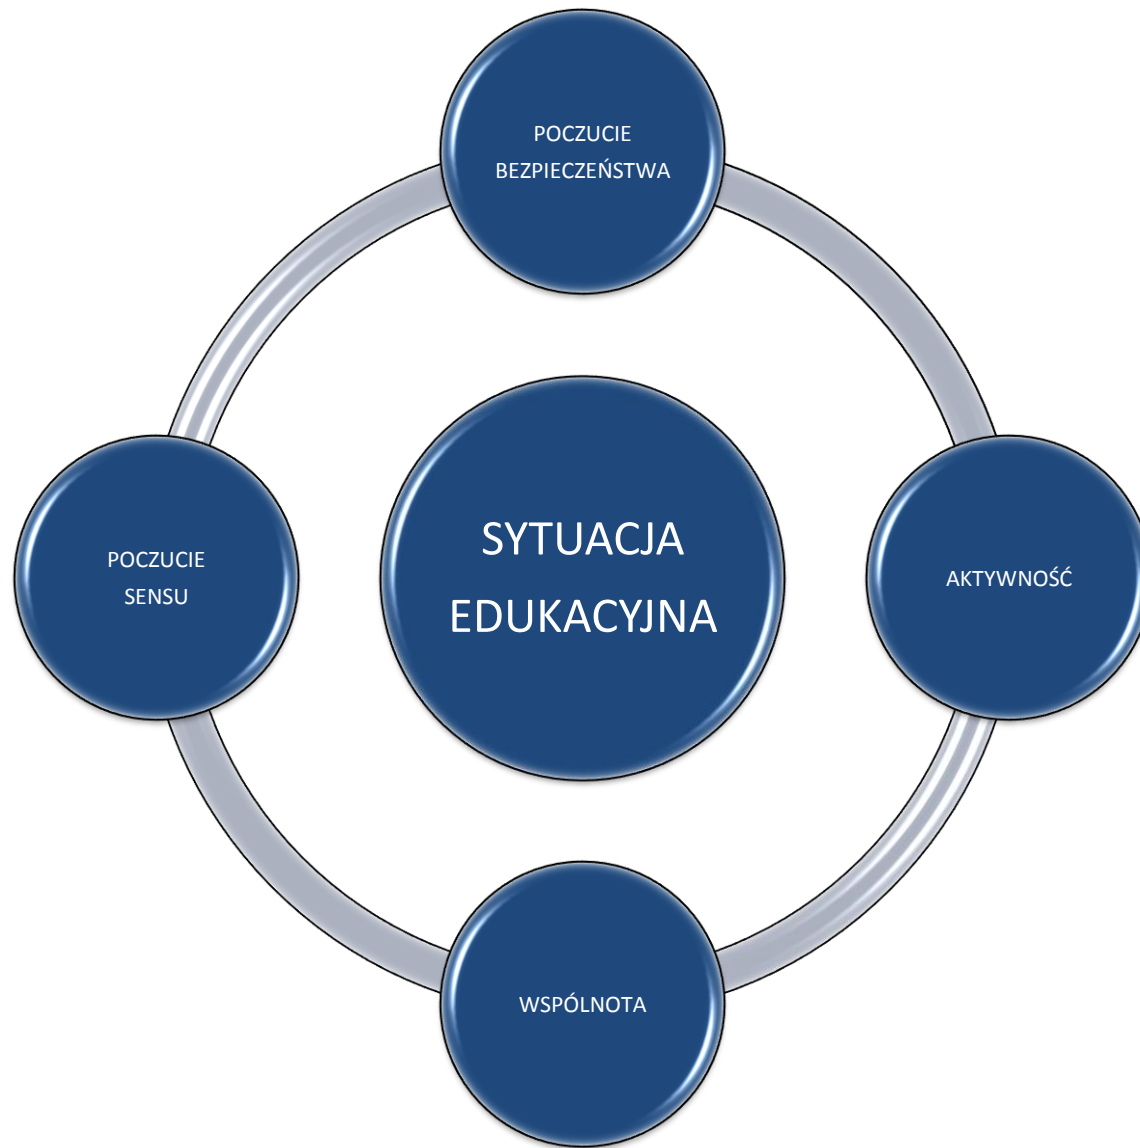 POCZUCIE
BEZPIECZEŃSTWA
SYTUACJA
EDUKACYJNA
POCZUCIE
SENSU
AKTYWNOŚĆ
WSPÓLNOTA